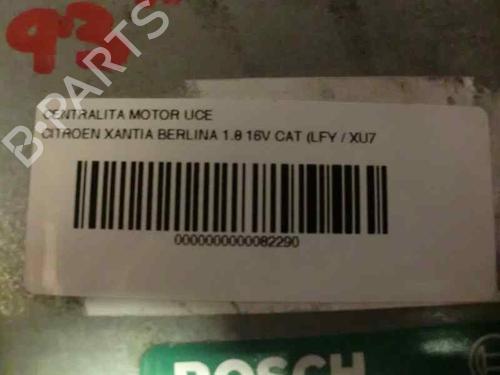 93
B-PARTS
CENTRALITA MOTOR UCE
CITROEN XANTIA BERLINA 1.8 16V CAT (LFY / XU7
0000000000082290
BOSCH